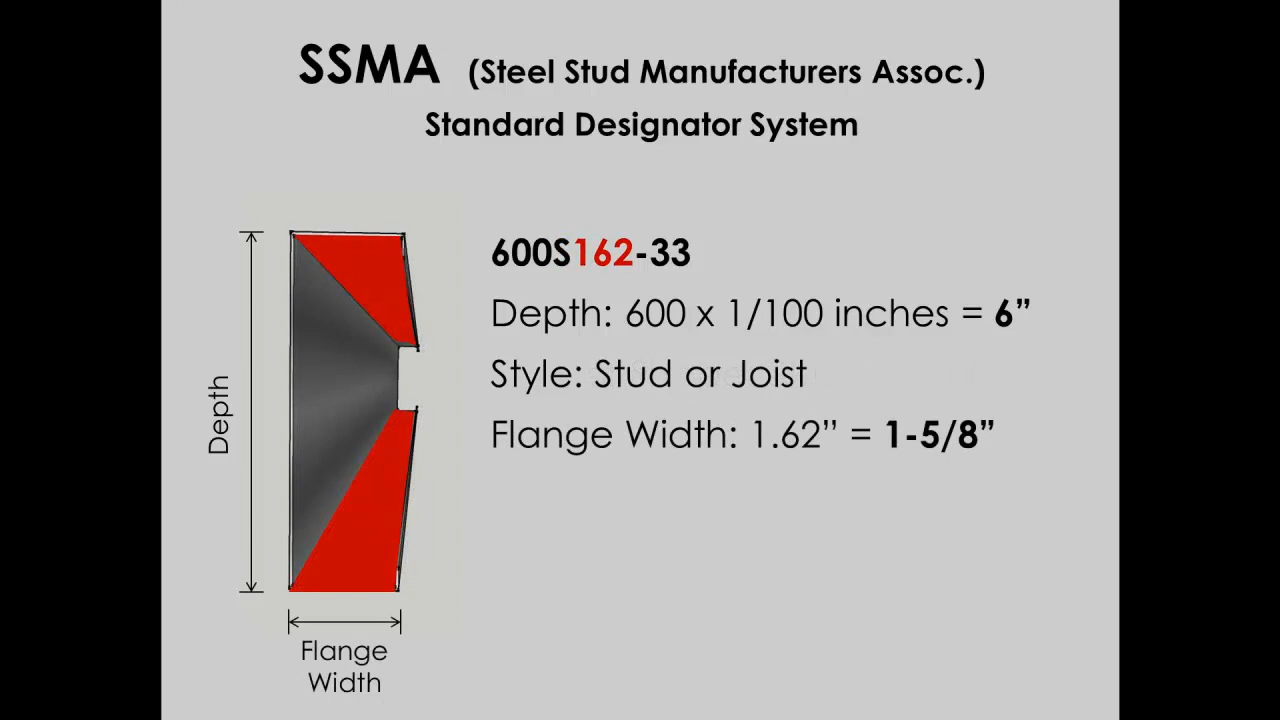 SSMA (Steel Stud Manufacturers Assoc.)
Standard Designator System
600S162-33
Depth: 600 x 1/100 inches = 6”
Style: Stud or Joist
Flange Width: 1.62” = 1-5/8”
Depth
Flange
Width